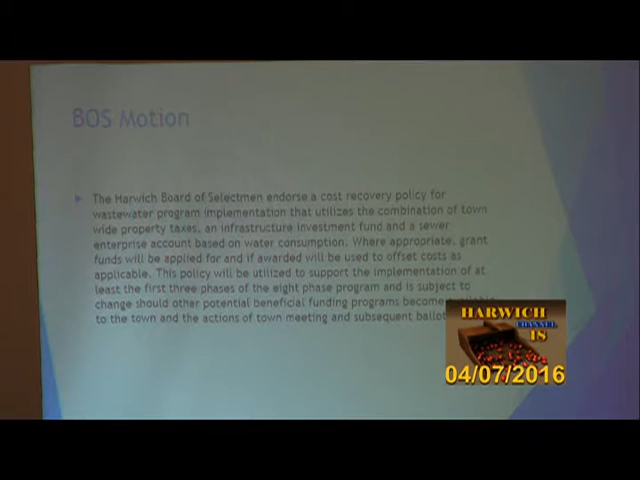 BOS Motion
The Harwich Board of Selectmen endorse a cost recovery policy for
wastewater program implementation that utilizes the combination of town
wide property taxes, an infrastructure investment fund and a sewer
enterprise account based on water consumption. Where appropriate, grant
funds will be applied for and if awarded will be used to offset costs as
applicable. This policy will be utilized to support the implementation of at
least the first three phases of the eight phase program and is subject to
change should other potential beneficial funding programs become
to the town and the actions of town meeting and subsequent
HARWICH
CHANNEL
18
04/07/2016